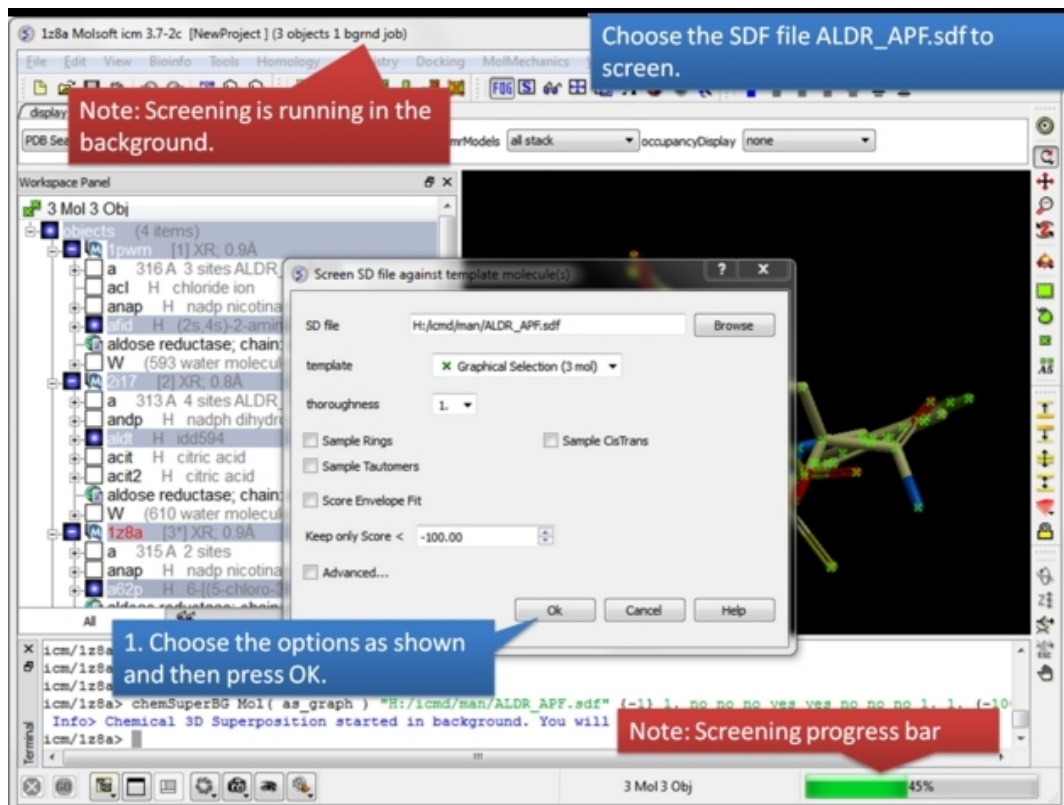 1z8a Molsoft icm 3.7-2c [NewProject ] (3 objects 1 bgrnd job)
Choose the SDF file ALDR_APF.sdf to
screen.
File Edit View Bioinfo Tools Homology Docking MolMechanics
Note: Screening is running in the
background.
FOG S
display
PDB Sea
all stack
occupancyDisplay none
Workspace Panel
3 Mol 3 Obj
objects (4 items)
1pwm [1] XR; 0.9Å
a 316 A 3 sites ALDR_
acl H chloride ion
anap H nadp nicotina
afid H (2s,4s)-2-amin
aldose reductase; chain:
W (593 water molecul
2i17 [2] XR; 0.8Å
a 313 A 4 sites ALDR_
andp H nadph dihydr
aldt H idd594
acit H citric acid
acit2 H citric acid
aldose reductase; chain:
W (610 water molecul
1z8a [3*] XR; 0.9Å
a 315 A 2 sites
anap H nadp nicotina
a62p H 6-[(5-chloro-3
All
Screen SD file against template molecule(s)
? X
SD file H:/icmd/man/ALDR_APF.sdf Browse
template Graphical Selection (3 mol)
thoroughness 1.
Sample Rings Sample CisTrans
Sample Tautomers
Score Envelope Fit
Keep only Score < -100.00
Advanced...
Ok Cancel Help
1. Choose the options as shown
and then press OK.
icm/1z8a
icm/1z8a
icm/1z8a
icm/1z8a> chemSuperBG Mol( as_graph ) "H:/icmd/man/ALDR_APF.sdf" (-1) 1. no no no yes yes no no no 1. 1. (-10
Info> Chemical 3D Superposition started in background. You will
icm/1z8a>
Terminal
Note: Screening progress bar
GO
3 Mol 3 Obj
45%